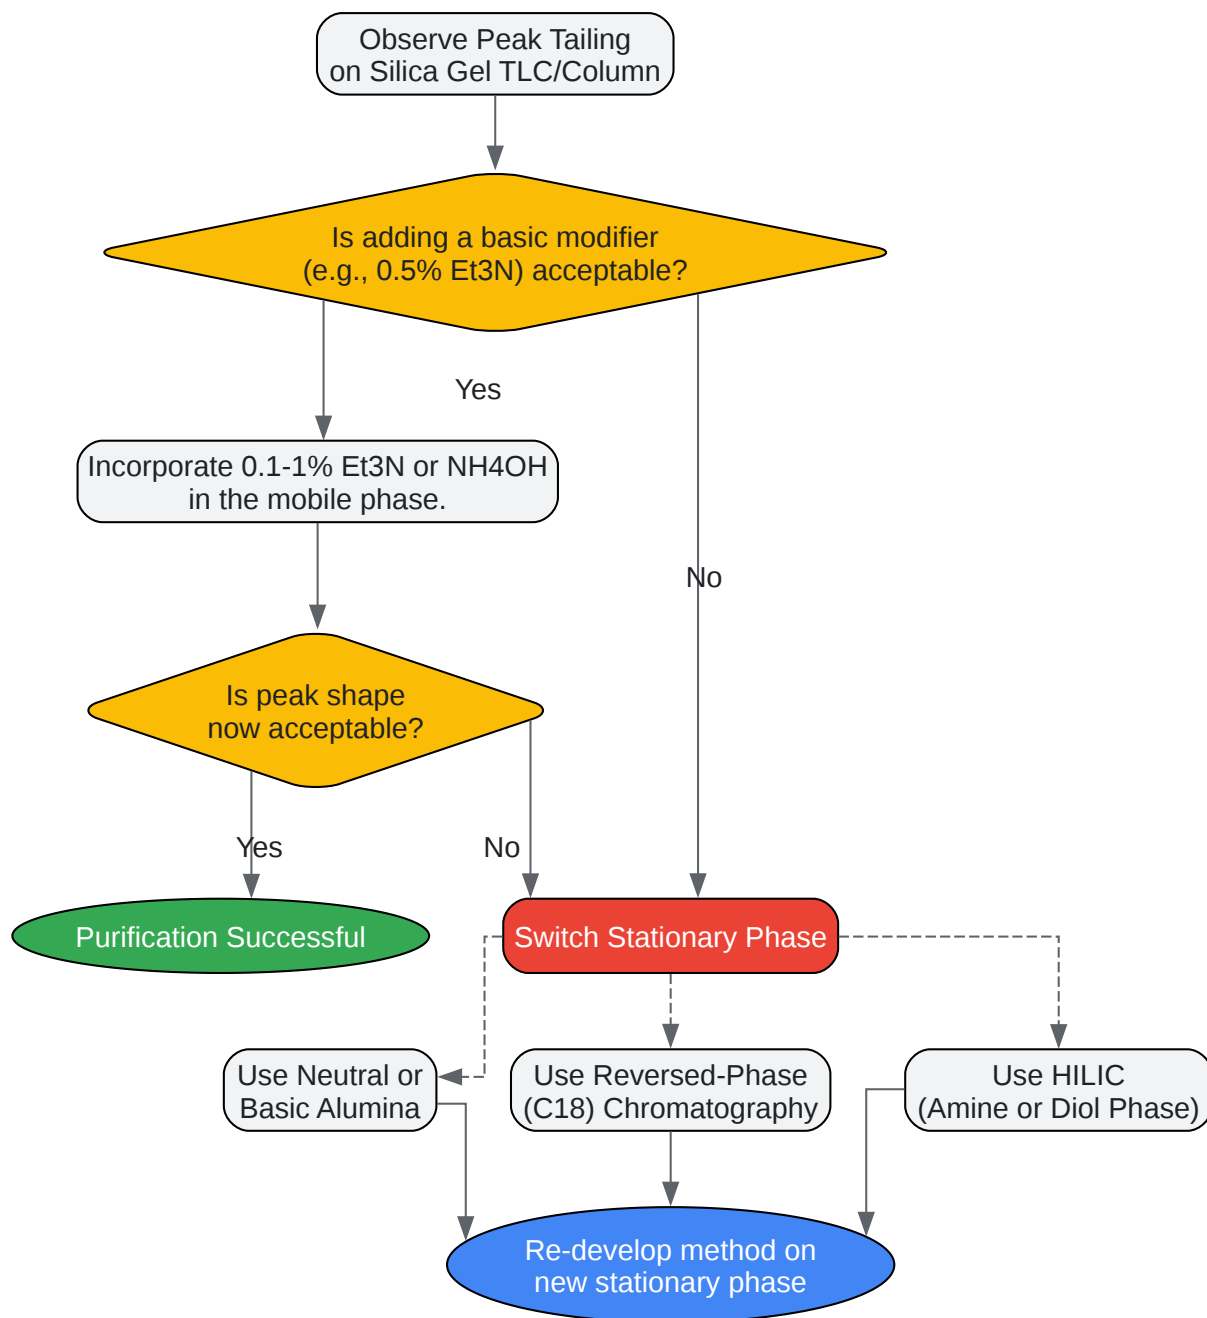 Observe Peak Tailing
on Silica Gel TLC/Column
Is adding a basic modifier
(e.g., 0.5% Et3N) acceptable?
Yes
Incorporate 0.1-1% Et3N or NH4OH
in the mobile phase.
No
Is peak shape
now acceptable?
Yes
No
Purification Successful
Switch Stationary Phase
Use Neutral or
Basic Alumina
Use Reversed-Phase
(C18) Chromatography
Use HILIC
(Amine or Diol Phase)
Re-develop method on
new stationary phase